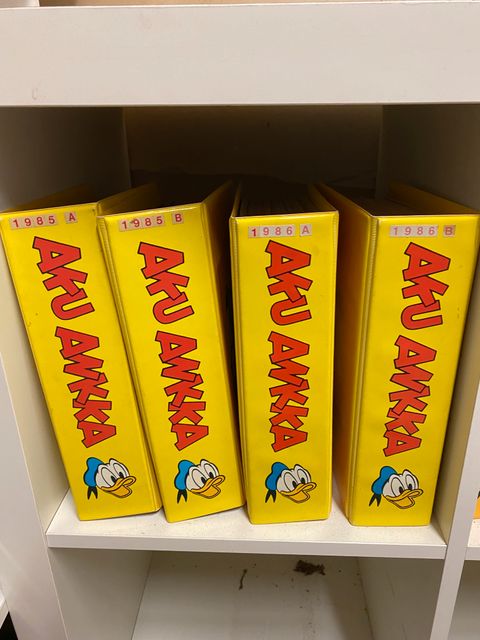 1985 A
AKU ANKKA
1985 B
AKU ANKKA
1986 A
AKU ANKKA
1986 B
AKU ANKKA